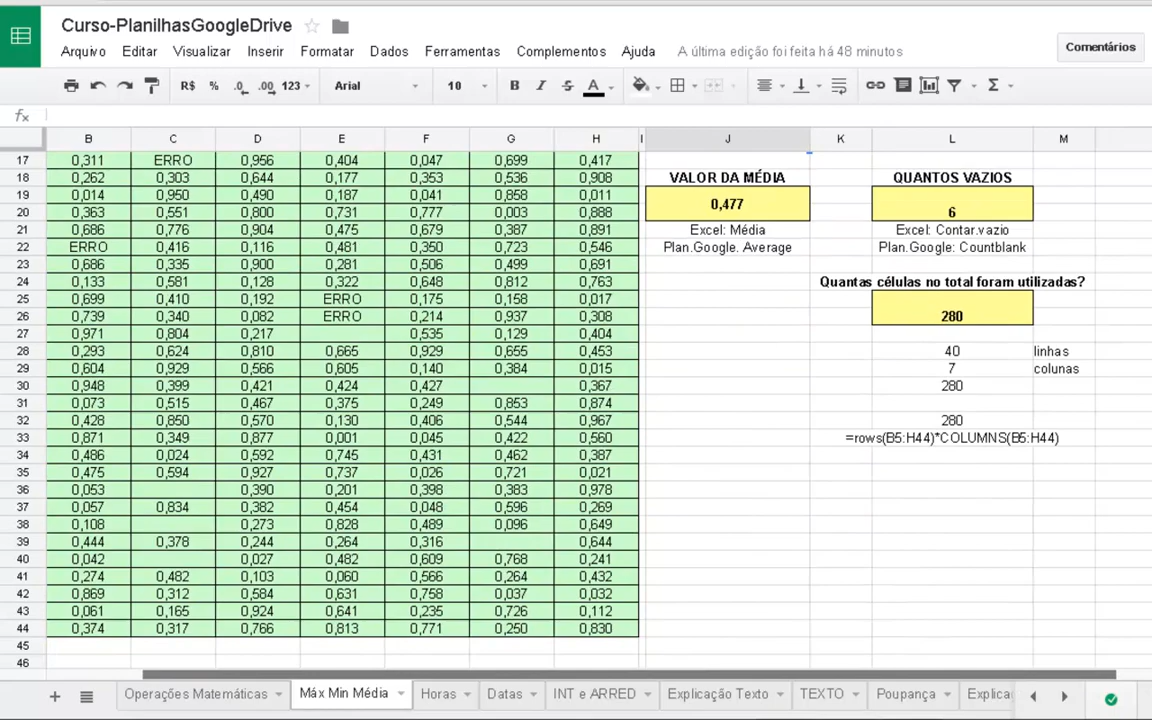 Curso-PlanilhasGoogleDrive
Arquivo Editar Visualizar Inserir Formatar Dados Ferramentas Complementos Ajuda A última edição foi feita há 48 minutos
Comentários
R$ % .0 .00 123 Arial 10 B I S A Σ
fx
B C D E F G H I J K L M
17 0,311 ERRO 0,956 0,404 0,047 0,699 0,417
18 0,262 0,303 0,644 0,177 0,353 0,536 0,908 VALOR DA MÉDIA QUANTOS VAZIOS
19 0,014 0,950 0,490 0,187 0,041 0,858 0,011
0,477
20 0,363 0,551 0,800 0,731 0,777 0,003 0,888 6
21 0,686 0,776 0,904 0,475 0,679 0,387 0,891 Excel: Média Excel: Contar.vazio
22 ERRO 0,416 0,116 0,481 0,350 0,723 0,546 Plan.Google. Average Plan.Google: Countblank
23 0,686 0,335 0,900 0,281 0,506 0,499 0,691
24 0,133 0,581 0,128 0,322 0,648 0,812 0,763 Quantas células no total foram utilizadas?
25 0,699 0,410 0,192 ERRO 0,175 0,158 0,017
26 0,739 0,340 0,082 ERRO 0,214 0,937 0,308 280
27 0,971 0,804 0,217 0,535 0,129 0,404
28 0,293 0,624 0,810 0,665 0,929 0,655 0,453 40 linhas
29 0,604 0,929 0,566 0,605 0,140 0,384 0,015 7 colunas
30 0,948 0,399 0,421 0,424 0,427 0,367 280
31 0,073 0,515 0,467 0,375 0,249 0,853 0,874
32 0,428 0,850 0,570 0,130 0,406 0,544 0,967 280
33 0,871 0,349 0,877 0,001 0,045 0,422 0,560 =rows(B5:H44)*COLUMNS(B5:H44)
34 0,486 0,024 0,592 0,745 0,431 0,462 0,387
35 0,475 0,594 0,927 0,737 0,026 0,721 0,021
36 0,053 0,390 0,201 0,398 0,383 0,978
37 0,057 0,834 0,382 0,454 0,048 0,596 0,269
38 0,108 0,273 0,828 0,489 0,096 0,649
39 0,444 0,378 0,244 0,264 0,316 0,644
40 0,042 0,027 0,482 0,609 0,768 0,241
41 0,274 0,482 0,103 0,060 0,566 0,264 0,432
42 0,869 0,312 0,584 0,631 0,758 0,037 0,032
43 0,061 0,165 0,924 0,641 0,235 0,726 0,112
44 0,374 0,317 0,766 0,813 0,771 0,250 0,830
45
46
Operações Matemáticas Máx Min Média Horas Datas INT e ARRED Explicação Texto TEXTO Poupança Explica